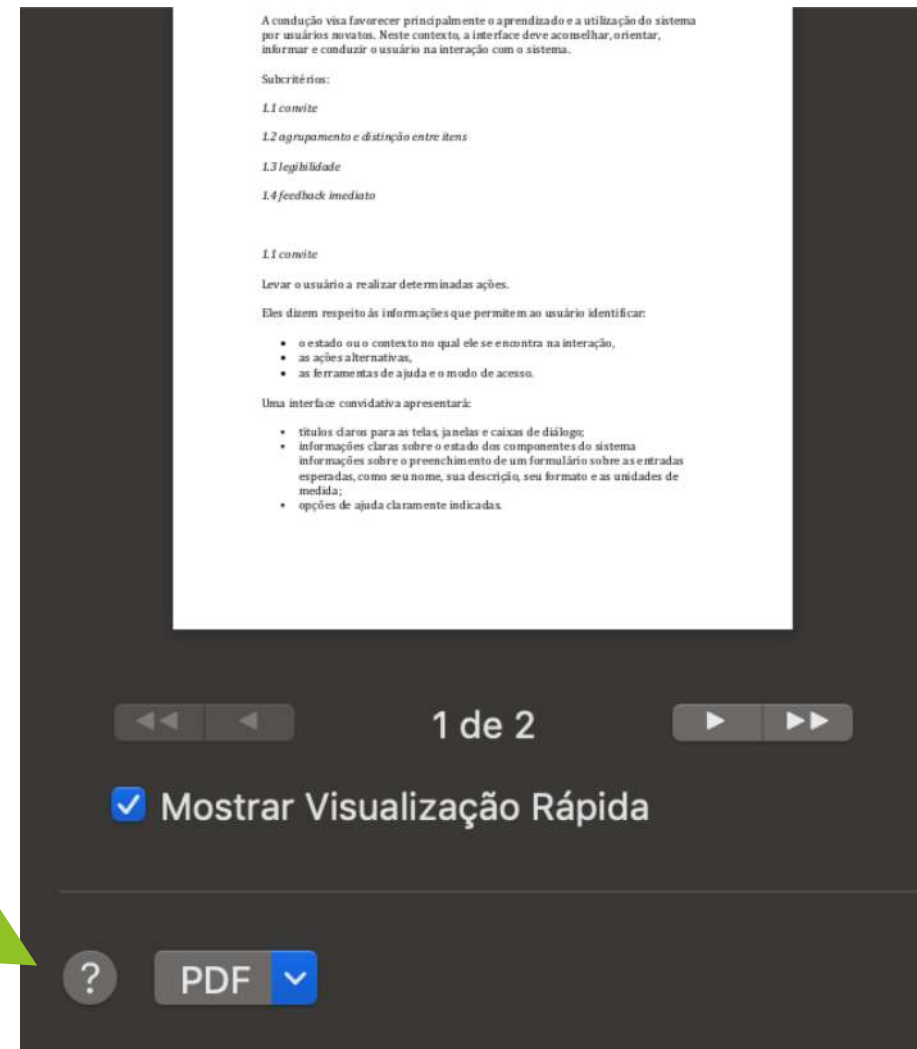 A condução visa favorecer principalmente o aprendizado e a utilização do sistema
por usuários novatos. Neste contexto, a interface deve aconselhar, orientar,
informar e conduzir o usuário na interação com o sistema.
Subcritérios:
1.1 convite
1.2 agrupamento e distinção entre itens
1.3 legibilidade
1.4 feedback imediato
1.1 convite
Levar o usuário a realizar determinadas ações.
Eles dizem respeito às informações que permitem ao usuário identificar:
• o estado ou o contexto no qual ele se encontra na interação,
• as ações alternativas,
• as ferramentas de ajuda e o modo de acesso.
Uma interface convidativa apresentará:
• títulos claros para as telas, janelas e caixas de diálogo;
• informações claras sobre o estado dos componentes do sistema
informações sobre o preenchimento de um formulário sobre as entradas
esperadas, como seu nome, sua descrição, seu formato e as unidades de
medida;
• opções de ajuda claramente indicadas.
1 de 2
Mostrar Visualização Rápida
? PDF